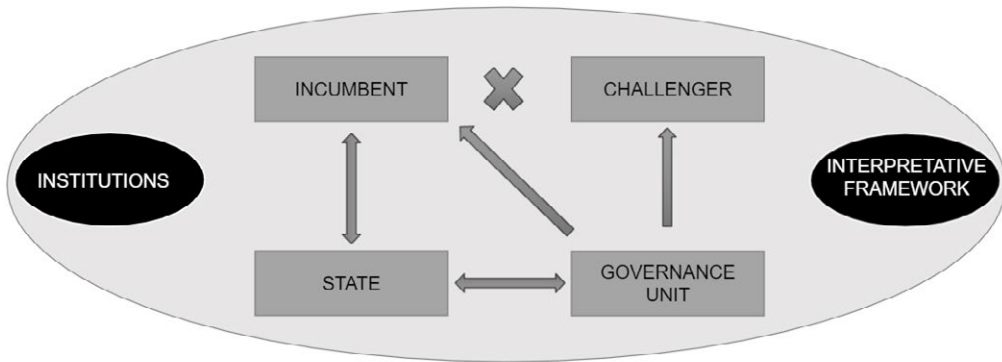 INCUMBENT
CHALLENGER
INSTITUTIONS
INTERPRETATIVE
FRAMEWORK
STATE
GOVERNANCE
UNIT